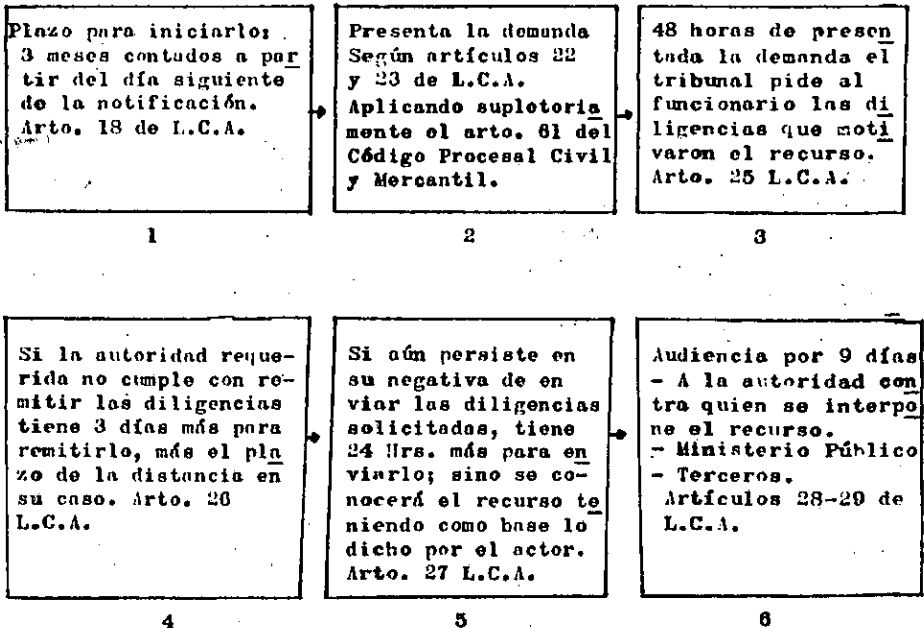 Plazo para iniciarlo:
3 meses contados a par
tir del día siguiente
de la notificación.
Arto. 18 de L.C.A.
1
Presenta la demanda
Según artículos 22
y 23 de L.C.A.
Aplicando supletoria
mente el arto. 61 del
Código Procesal Civil
y Mercantil.
2
48 horas de presen
tada la demanda el
tribunal pide al
funcionario las di
ligencias que moti
varon el recurso.
Arto. 25 L.C.A.
3
Si la autoridad reque-
rida no cumple con re-
mitir las diligencias
tiene 3 días más para
remitirlo, más el pla
zo de la distancia en
su caso. Arto. 26
L.C.A.
4
Si aún persiste en
su negativa de en
viar las diligencias
solicitadas, tiene
24 Hrs. más para en
viarlo; sino se co-
nocerá el recurso te
niendo como base lo
dicho por el actor.
Arto. 27 L.C.A.
5
Audiencia por 9 días
- A la autoridad con
tra quien se interpo
ne el recurso.
- Ministerio Público
- Terceros.
Artículos 28-29 de
L.C.A.
6